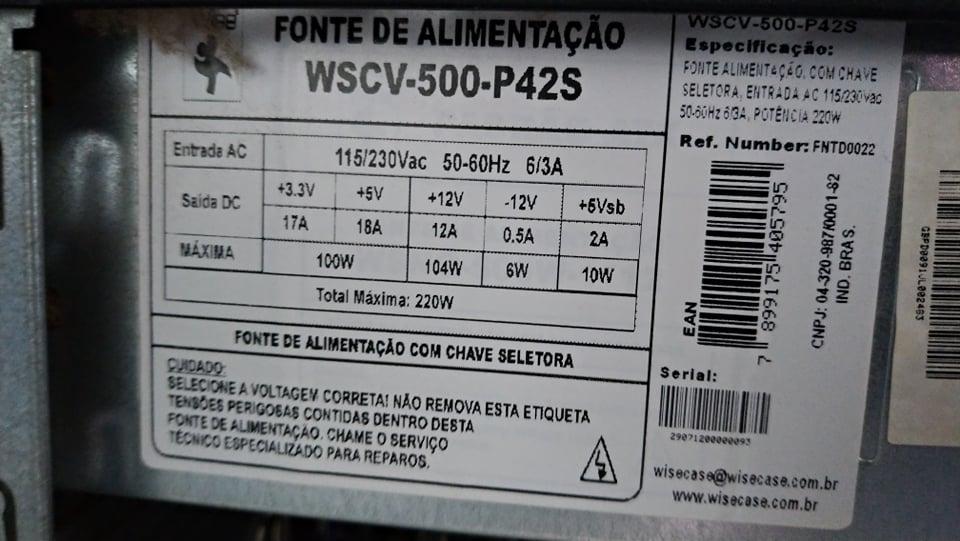 FONTE DE ALIMENTAÇÃO
WSCV-500-P42S
Entrada AC 115/230Vac 50-60Hz 6/3A
Saída DC +3.3V +5V +12V -12V +5Vsb
17A 18A 12A 0.5A 2A
MÁXIMA 100W 104W 6W 10W
Total Máxima: 220W
FONTE DE ALIMENTAÇÃO COM CHAVE SELETORA
CUIDADO:
SELECIONE A VOLTAGEM CORRETA! NÃO REMOVA ESTA ETIQUETA
TENSÕES PERIGOSAS CONTIDAS DENTRO DESTA
FONTE DE ALIMENTAÇÃO. CHAME O SERVIÇO
TÉCNICO ESPECIALIZADO PARA REPAROS.
WSCV-500-P42S
Especificação:
FONTE ALIMENTAÇÃO, COM CHAVE
SELETORA, ENTRADA AC 115/230Vac
50-60Hz 6/3A, POTÊNCIA 220W
Ref. Number: FNTD0022
EAN
7 899175 405795
CNPJ: 04-320-987/0001-82
IND. BRAS.
Serial:
29071200000093
wisecase@wisecase.com.br
www.wisecase.com.br